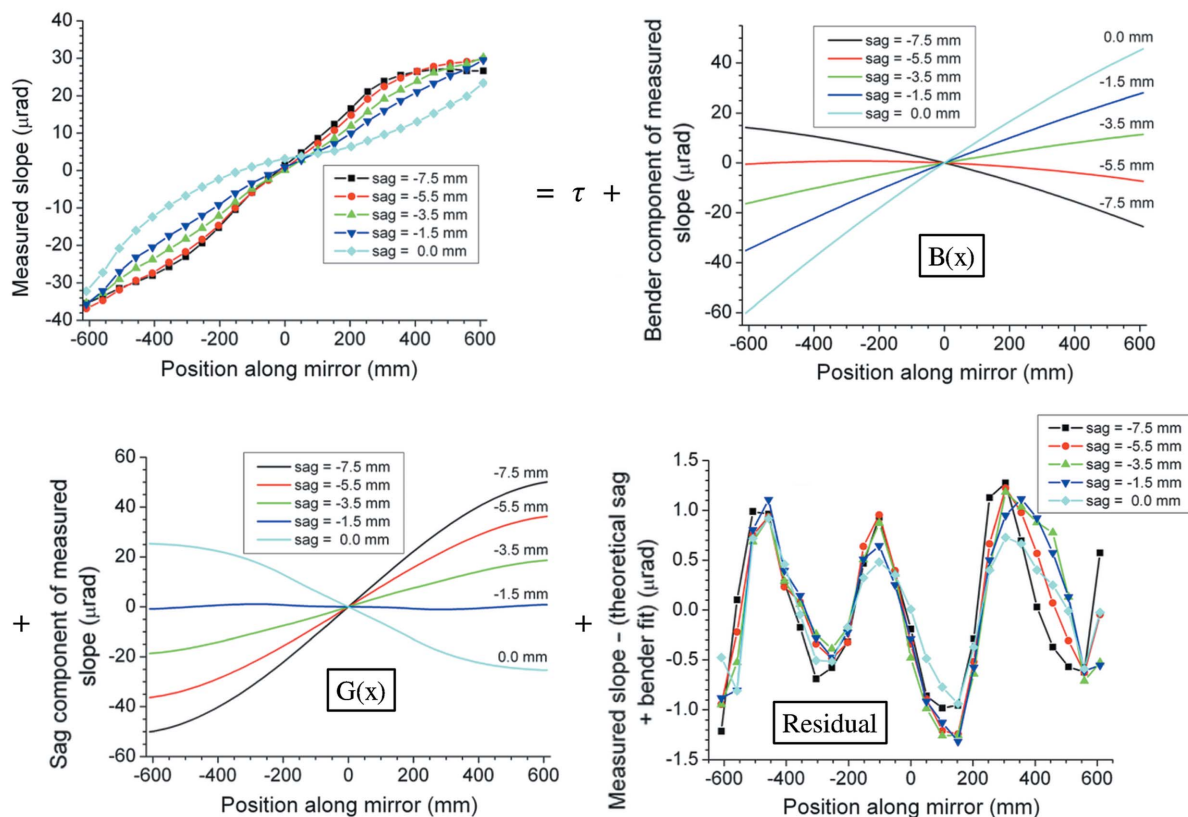 Measured slope (μrad)
40
30
20
10
0
-10
-20
-30
-40
sag = -7.5 mm
sag = -5.5 mm
sag = -3.5 mm
sag = -1.5 mm
sag = 0.0 mm
-600 -400 -200 0 200 400 600
Position along mirror (mm)
= τ +
Bender component of measured
slope (μrad)
40
20
0
-20
-40
-60
sag = -7.5 mm
sag = -5.5 mm
sag = -3.5 mm
sag = -1.5 mm
sag = 0.0 mm
0.0 mm
-1.5 mm
-3.5 mm
-5.5 mm
-7.5 mm
B(x)
-600 -400 -200 0 200 400 600
Position along mirror (mm)
+
Sag component of measured
slope (μrad)
60
40
20
0
-20
-40
-60
sag = -7.5 mm
sag = -5.5 mm
sag = -3.5 mm
sag = -1.5 mm
sag = 0.0 mm
-7.5 mm
-5.5 mm
-3.5 mm
-1.5 mm
0.0 mm
G(x)
-600 -400 -200 0 200 400 600
Position along mirror (mm)
+
Measured slope – (theoretical sag
+ bender fit) (μrad)
1.5
1.0
0.5
0.0
-0.5
-1.0
-1.5
sag = -7.5 mm
sag = -5.5 mm
sag = -3.5 mm
sag = -1.5 mm
sag = 0.0 mm
Residual
-600 -400 -200 0 200 400 600
Position along mirror (mm)